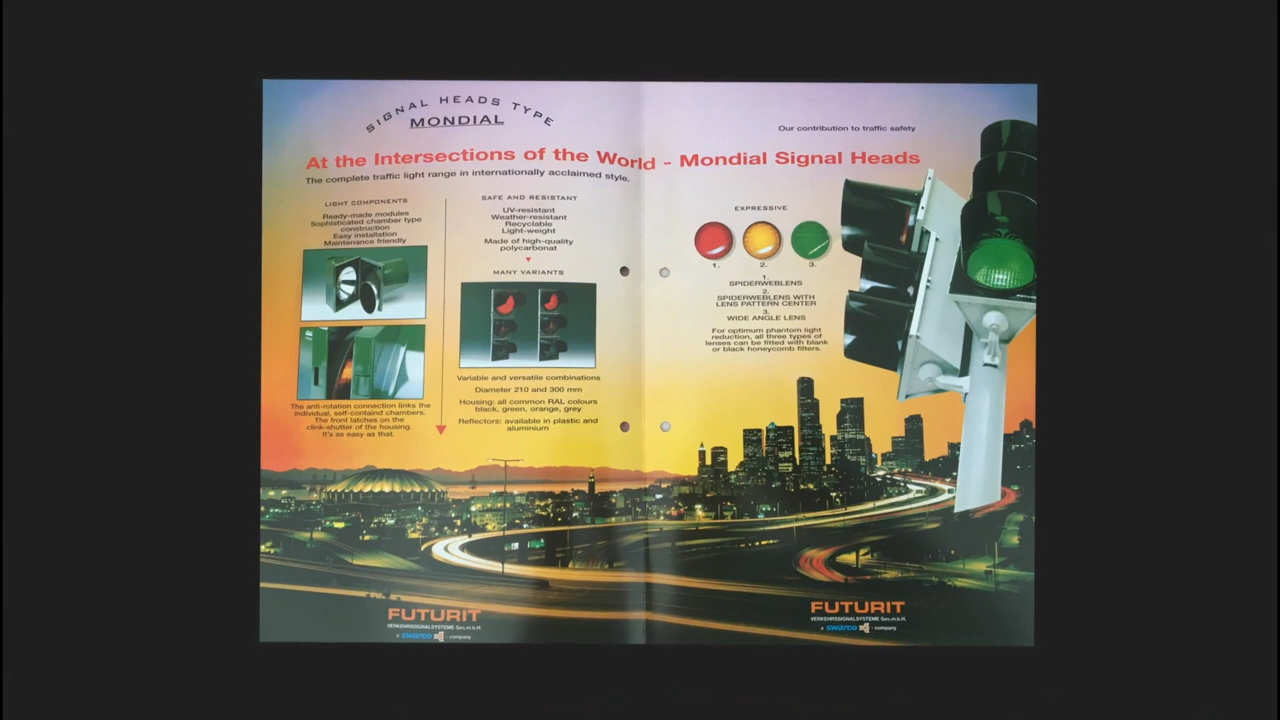 SIGNAL HEADS TYPE
MONDIAL
Our contribution to traffic safety
At the Intersections of the World - Mondial Signal Heads
The complete traffic light range in internationally acclaimed style.
LIGHT COMPONENTS
Ready-made modules
Sophisticated chamber type
construction
Easy installation
Maintenance friendly
The anti-rotation connection links the
individual, self-containd chambers.
The front latches on the
clink-shutter of the housing.
It's as easy as that.
SAFE AND RESISTANT
UV-resistant
Weather-resistant
Recyclable
Light-weight
Made of high-quality
polycarbonat
MANY VARIANTS
Variable and versatile combinations
Diameter 210 and 300 mm
Housing: all common RAL colours
black, green, orange, grey
Reflectors: available in plastic and
aluminium
EXPRESSIVE
1. 2. 3.
1.
SPIDERWEBLENS
2.
SPIDERWEBLENS WITH
LENS PATTERN CENTER
3.
WIDE ANGLE LENS
For optimum phantom light
reduction, all three types of
lenses can be fitted with blank
or black honeycomb filters.
FUTURIT
VERKEHRSSIGNALSYSTEME Ges.m.b.H.
a swarco - company
FUTURIT
VERKEHRSSIGNALSYSTEME Ges.m.b.H.
a swarco - company